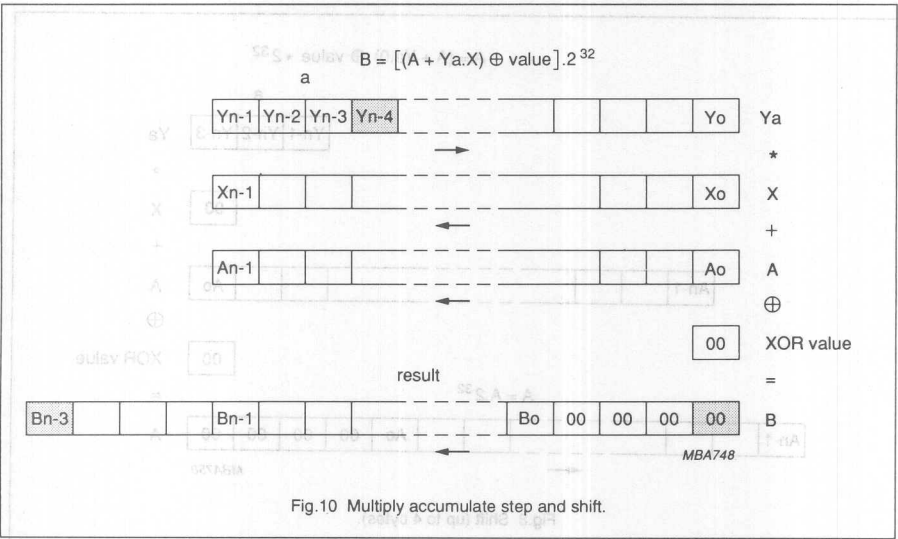 B = [(A + Ya.X) ⊕ value].2 32
a
Yn-1 Yn-2 Yn-3 Yn-4 Yo Ya
*
Xn-1 Xo X
+
An-1 Ao A
⊕
00 XOR value
result
=
Bn-3 Bn-1 Bo 00 00 00 00 B
MBA748
Fig.10 Multiply accumulate step and shift.